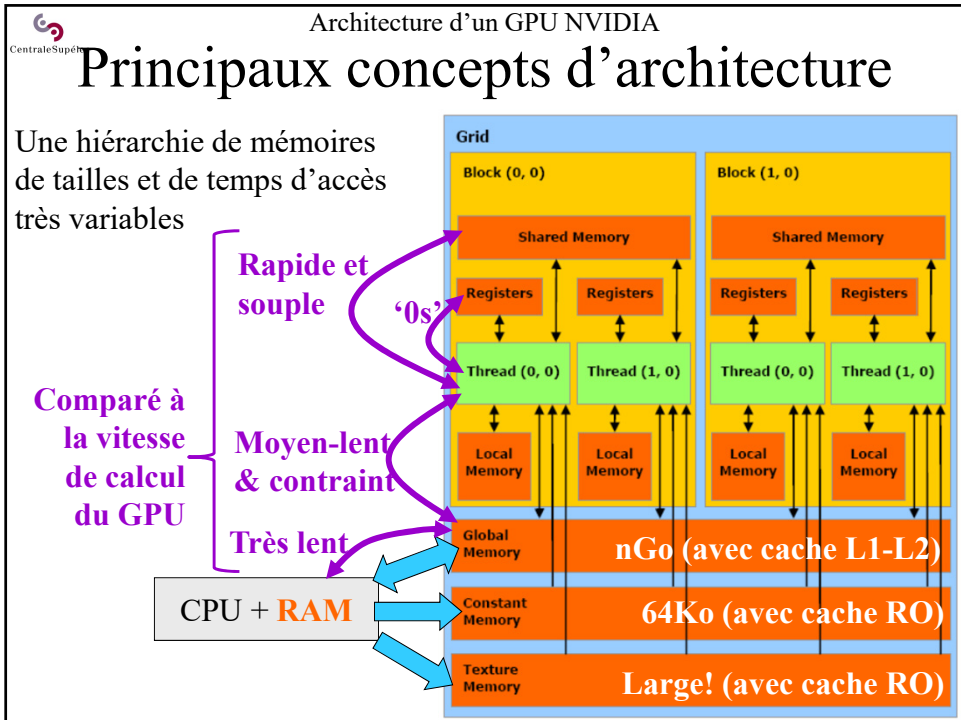 Architecture d’un GPU NVIDIA
CentraleSupéle
Principaux concepts d’architecture
Une hiérarchie de mémoires
de tailles et de temps d’accès
très variables
Rapide et
souple
‘0s’
Comparé à
la vitesse
de calcul
du GPU
Moyen-lent
& contraint
Très lent
CPU + RAM
Grid
Block (0, 0)
Shared Memory
Registers
Registers
Thread (0, 0)
Thread (1, 0)
Local
Memory
Local
Memory
Block (1, 0)
Shared Memory
Registers
Registers
Thread (0, 0)
Thread (1, 0)
Local
Memory
Local
Memory
Global
Memory
nGo (avec cache L1-L2)
Constant
Memory
64Ko (avec cache RO)
Texture
Memory
Large! (avec cache RO)